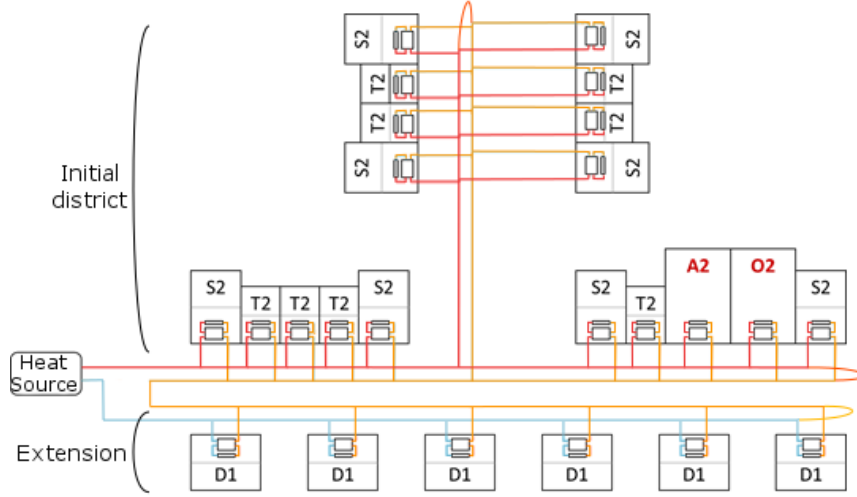 S2
S2
T2
T2
T2
T2
S2
S2
Initial
district
S2
T2
T2
T2
S2
S2
T2
A2
O2
S2
Heat
Source
Extension
D1
D1
D1
D1
D1
D1